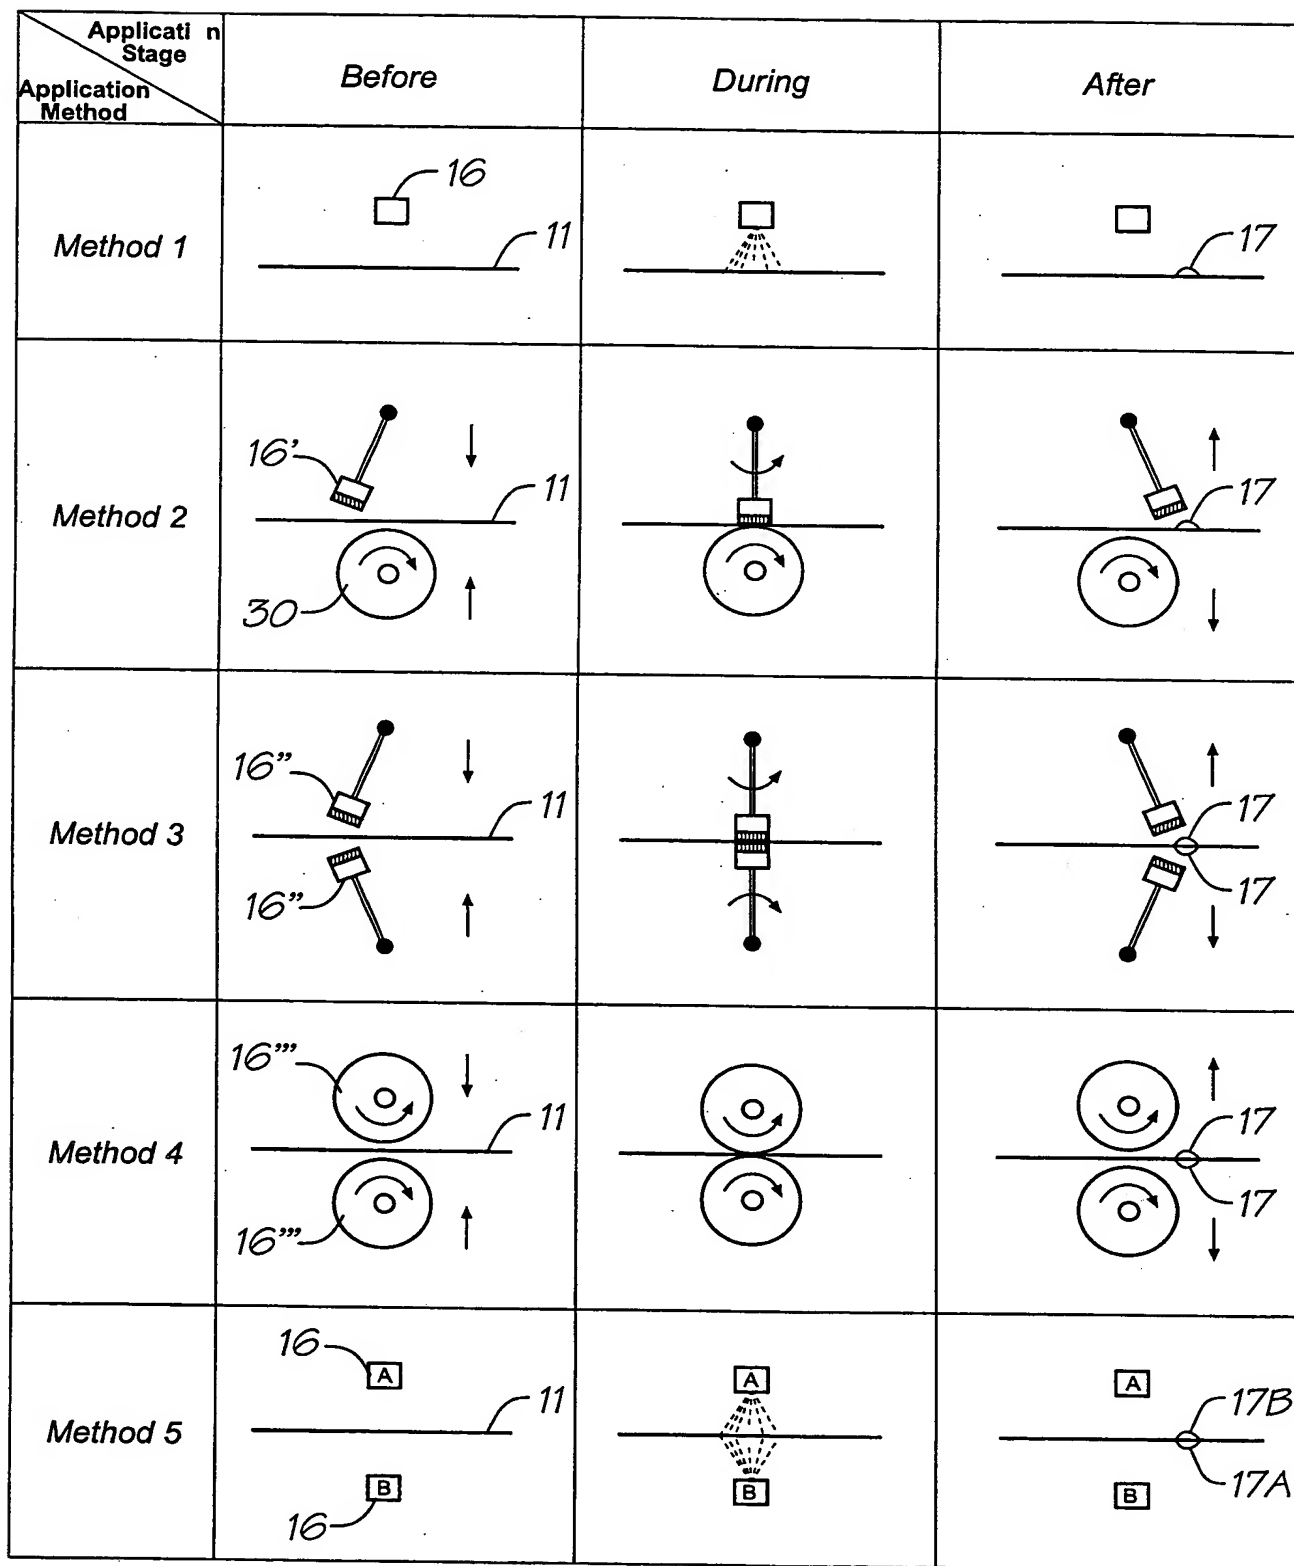 Applicati n
Stage
Application
Method
Before
During
After
Method 1
16
11
17
Method 2
16’
11
30
17
Method 3
16”
11
16”
17
17
Method 4
16’’’
11
16’’’
17
17
Method 5
16
A
11
B
16
A
B
A
17B
17A
B